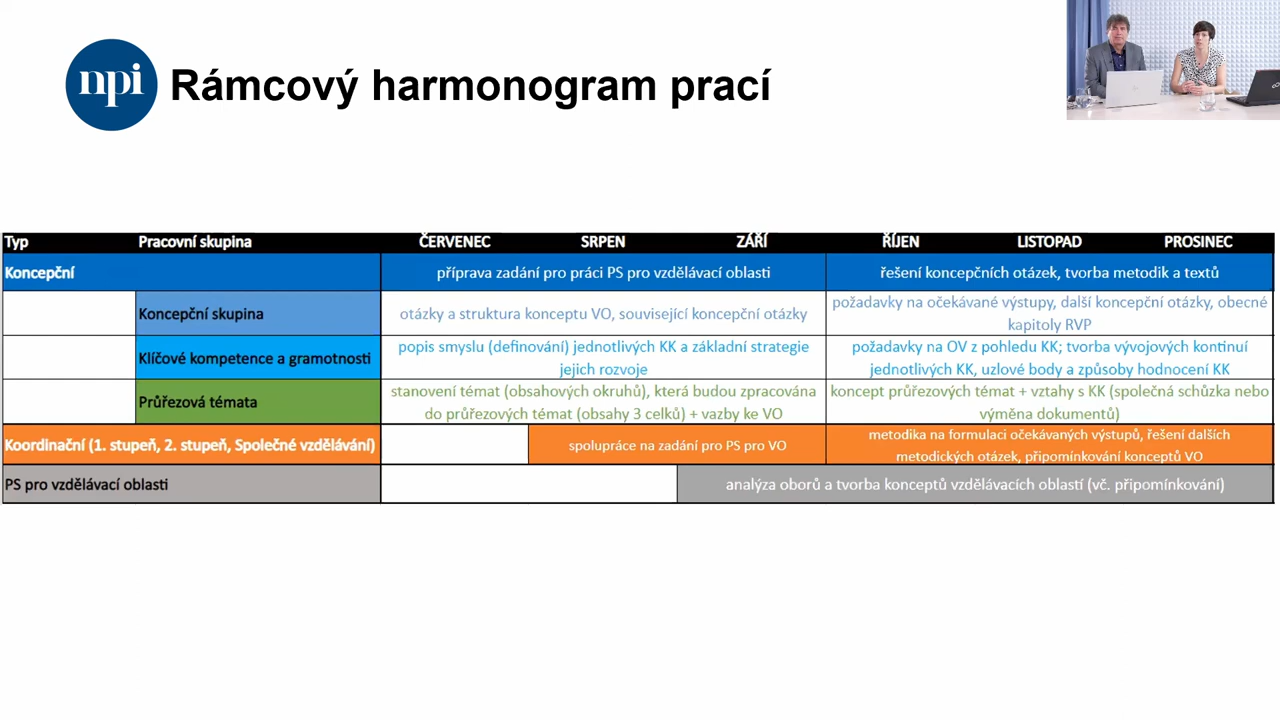 npi
Rámcový harmonogram prací
Typ Pracovní skupina ČERVENEC SRPEN ZÁŘÍ ŘÍJEN LISTOPAD PROSINEC
Koncepční příprava zadání pro práci PS pro vzdělávací oblasti řešení koncepčních otázek, tvorba metodik a textů
Koncepční skupina otázky a struktura konceptu VO, související koncepční otázky požadavky na očekávané výstupy, další koncepční otázky, obecné
kapitoly RVP
Klíčové kompetence a gramotnosti popis smyslu (definování) jednotlivých KK a základní strategie
jejich rozvoje
požadavky na OV z pohledu KK; tvorba vývojových kontinuí
jednotlivých KK, uzlové body a způsoby hodnocení KK
Průřezová témata stanovení témat (obsahových okruhů), která budou zpracována
do průřezových témat (obsahy 3 celků) + vazby ke VO
koncept průřezových témat + vztahy s KK (společná schůzka nebo
výměna dokumentů)
Koordinační (1. stupeň, 2. stupeň, Společné vzdělávání) spolupráce na zadání pro PS pro VO metodika na formulaci očekávaných výstupů, řešení dalších
metodických otázek, připomínkování konceptů VO
PS pro vzdělávací oblasti analýza oborů a tvorba konceptů vzdělávacích oblastí (vč. připomínkování)